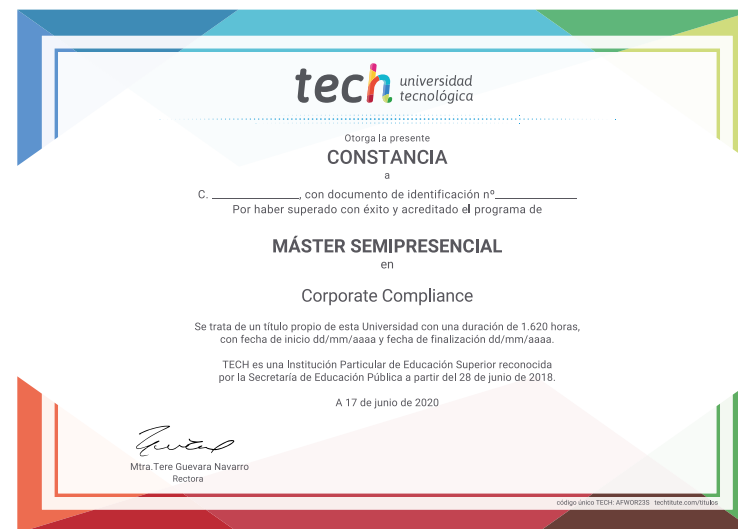 tech universidad
tecnológica
Otorga la presente
CONSTANCIA
a
C. ______________, con documento de identificación nº_____________
Por haber superado con éxito y acreditado el programa de
MÁSTER SEMIPRESENCIAL
en
Corporate Compliance
Se trata de un título propio de esta Universidad con una duración de 1.620 horas,
con fecha de inicio dd/mm/aaaa y fecha de finalización dd/mm/aaaa.
TECH es una Institución Particular de Educación Superior reconocida
por la Secretaría de Educación Pública a partir del 28 de junio de 2018.
A 17 de junio de 2020
Mtra.Tere Guevara Navarro
Rectora
código único TECH: AFWOR23S techtitute.com/titulos